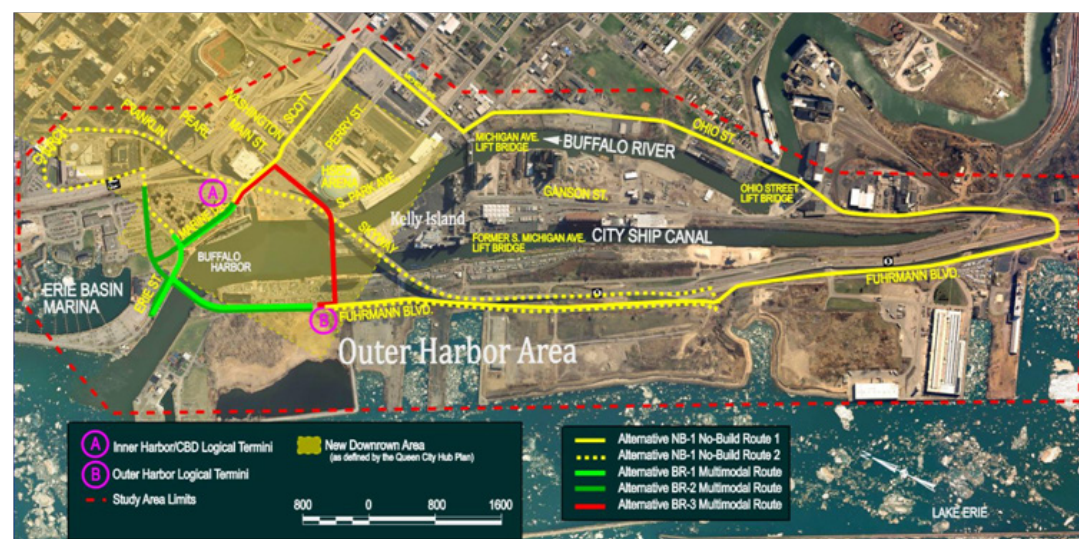 CHURCH
FRANKLIN
PEARL
WASHINGTON
MAIN ST.
SCOTT
PERRY ST.
S. PARK AVE
MICHIGAN AVE.
LIFT BRIDGE
BUFFALO RIVER
OHIO ST.
OHIO STREET
LIFT BRIDGE
GANSON ST.
Kelly Island
SKYWAY
FORMER S. MICHIGAN AVE.
LIFT BRIDGE
CITY SHIP CANAL
A
BUFFALO
HARBOR
ERIE BASIN
MARINA
ERIE ST.
B
FUHRMANN BLVD.
FUHRMANN BLVD.
Outer Harbor Area
A Inner Harbor/CBD Logical Termini
B Outer Harbor Logical Termini
Study Area Limits
New Downrown Area
(as defined by the Queen City Hub Plan)
800 0 800 1600
Alternative NB-1 No-Build Route 1
Alternative NB-1 No-Build Route 2
Alternative BR-1 Multimodal Route
Alternative BR-2 Multimodal Route
Alternative BR-3 Multimodal Route
LAKE ERIE